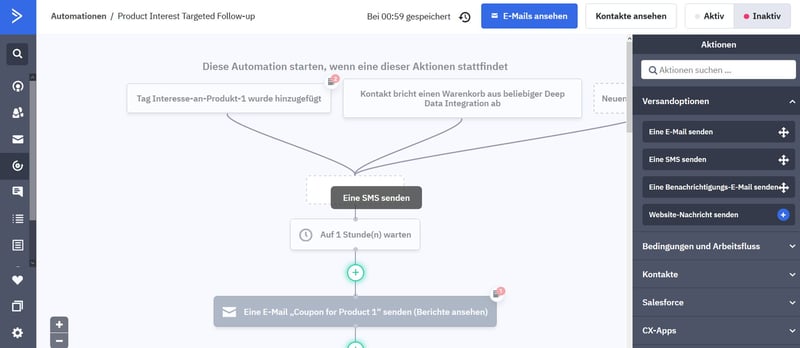 Automations / Product Interest Targeted Follow-up
Bei 00:59 gespeichert
E-Mails ansehen
Kontakte ansehen
Aktiv
Inaktiv
Diese Automation starten, wenn eine dieser Aktionen stattfindet
Tag Interesse-an-Produkt-1 wurde hinzugefügt
Kontakt bricht einen Warenkorb aus beliebiger Deep
Data Integration ab
Neuen
Eine SMS senden
Auf 1 Stunde(n) warten
Eine E-Mail „Coupon for Product 1“ senden (Berichte ansehen)
Aktionen
Aktionen suchen ...
Versandoptionen
Eine E-Mail senden
Eine SMS senden
Eine Benachrichtigungs-E-Mail senden
Website-Nachricht senden
Bedingungen und Arbeitsfluss
Kontakte
Salesforce
CX-Apps